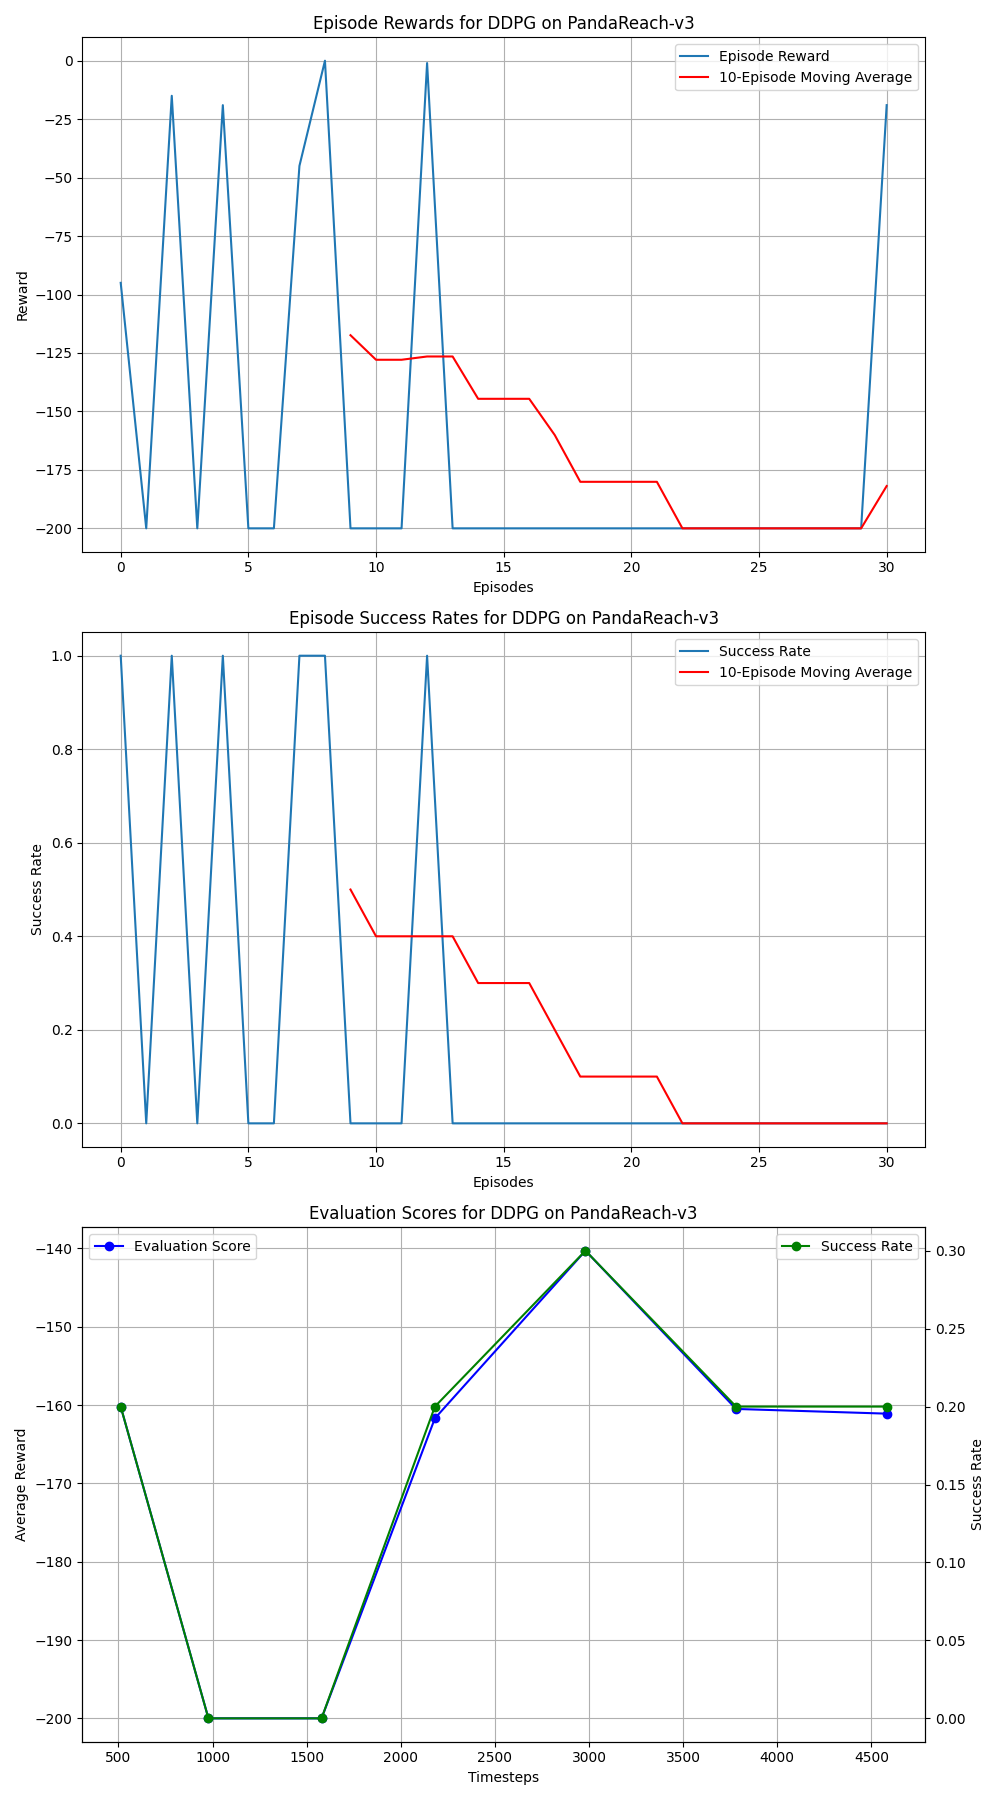 Episode Rewards for DDPG on PandaReach-v3
Episode Reward
10-Episode Moving Average
0
−25
−50
−75
−100
−125
−150
−175
−200
Reward
0 5 10 15 20 25 30
Episodes
Episode Success Rates for DDPG on PandaReach-v3
Success Rate
10-Episode Moving Average
1.0
0.8
0.6
0.4
0.2
0.0
Success Rate
0 5 10 15 20 25 30
Episodes
Evaluation Scores for DDPG on PandaReach-v3
Evaluation Score
Success Rate
−140
−150
−160
−170
−180
−190
−200
Average Reward
0.30
0.25
0.20
0.15
0.10
0.05
0.00
Success Rate
500 1000 1500 2000 2500 3000 3500 4000 4500
Timesteps